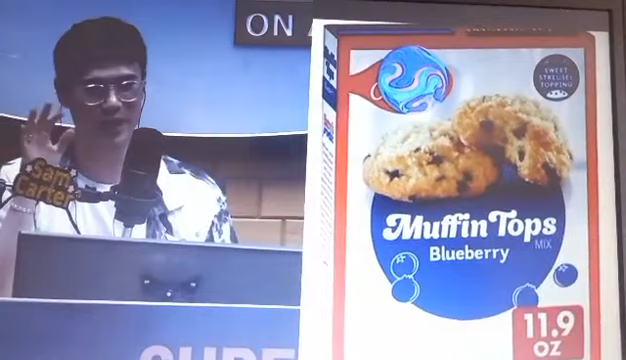 ON
Sam
Carter
SWEET
STREUSEL
TOPPING
Muffin Tops
MIX
Blueberry
11.9
OZ